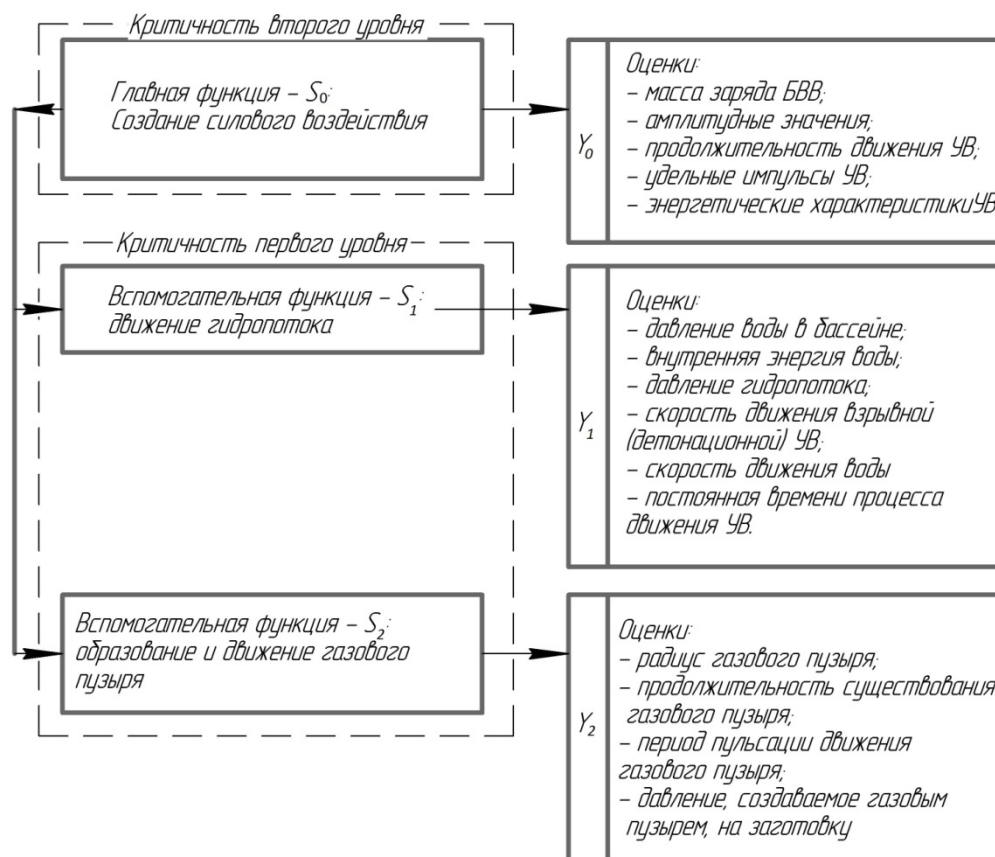 Критичность второго уровня
Главная функция – S0:
Создание силового воздействия
Y0
Оценки:
– масса заряда БВВ;
– амплитудные значения;
– продолжительность движения УВ;
– удельные импульсы УВ;
– энергетические характеристикиУВ
Критичность первого уровня
Вспомогательная функция – S1:
движение гидропотока
Y1
Оценки:
– давление воды в бассейне;
– внутренняя энергия воды;
– давление гидропотока;
– скорость движения взрывной
(детонационной) УВ;
– скорость движения воды
– постоянная времени процесса
движения УВ.
Вспомогательная функция – S2:
образование и движение газового
пузыря
Y2
Оценки:
– радиус газового пузыря;
– продолжительность существования
газового пузыря;
– период пульсации движения
газового пузыря;
– давление, создаваемое газовым
пузырем, на заготовку